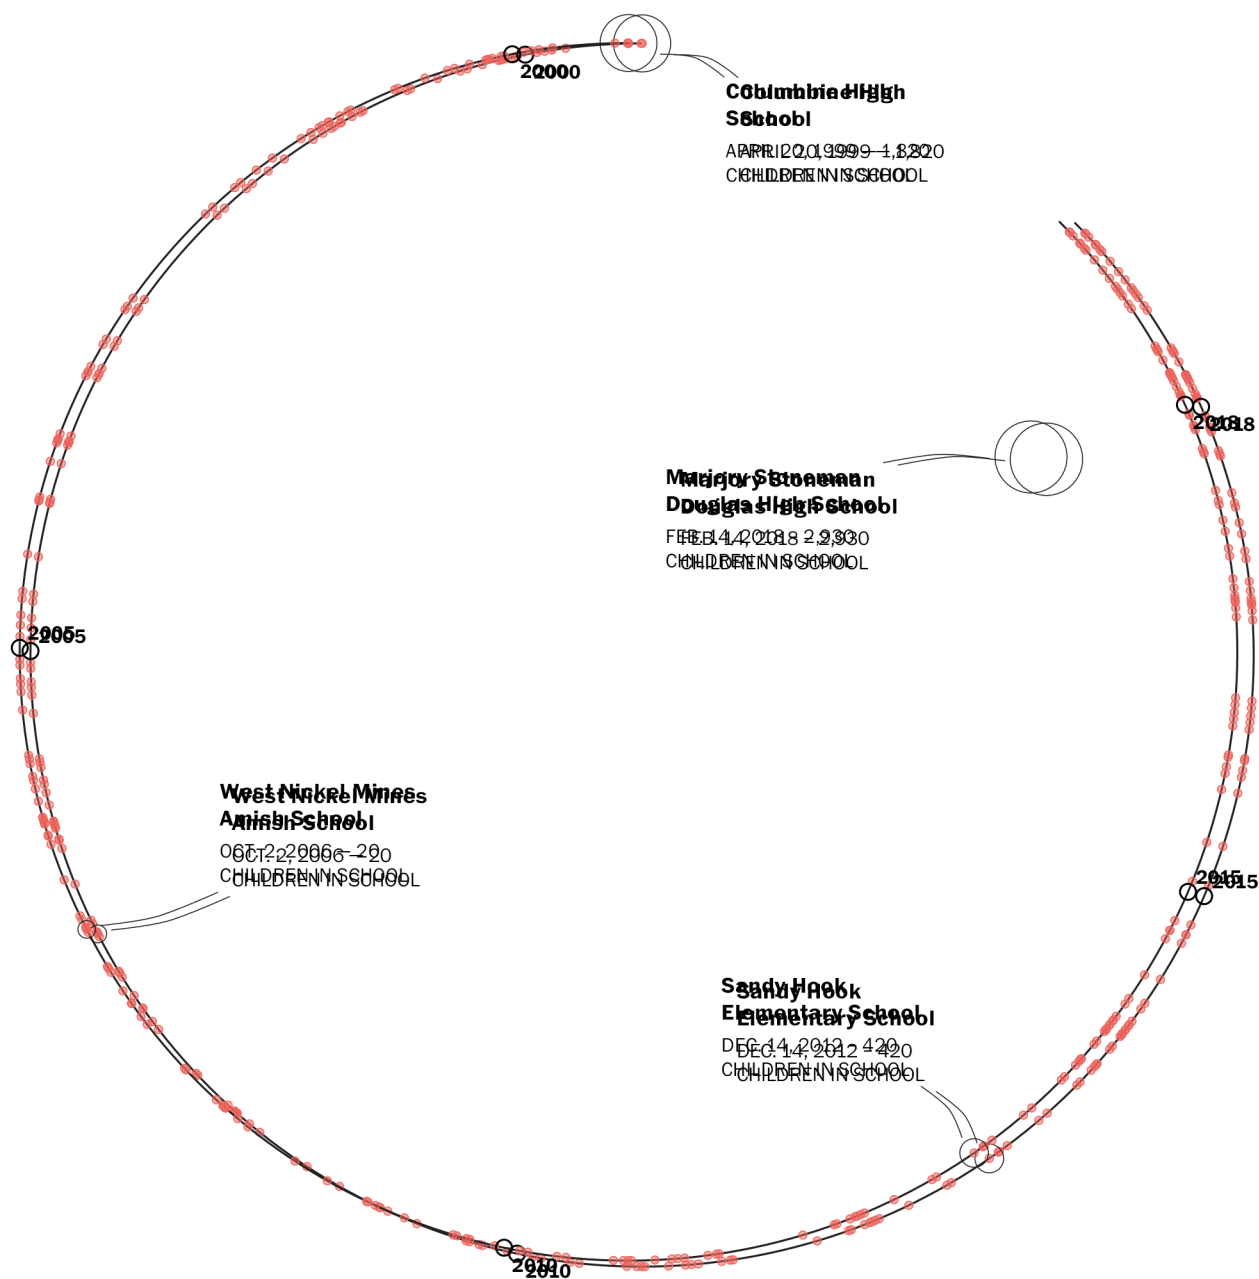 2000
Columbine High
School
APRIL 20, 1999 — 1,820
CHILDREN IN SCHOOL
2018
Marjory Stoneman
Douglas High School
FEB. 14, 2018 - 2,930
CHILDREN IN SCHOOL
2005
West Nickel Mines
Amish School
OCT. 2, 2006 — 20
CHILDREN IN SCHOOL
2015
Sandy Hook
Elementary School
DEC. 14, 2012 - 420
CHILDREN IN SCHOOL
2010